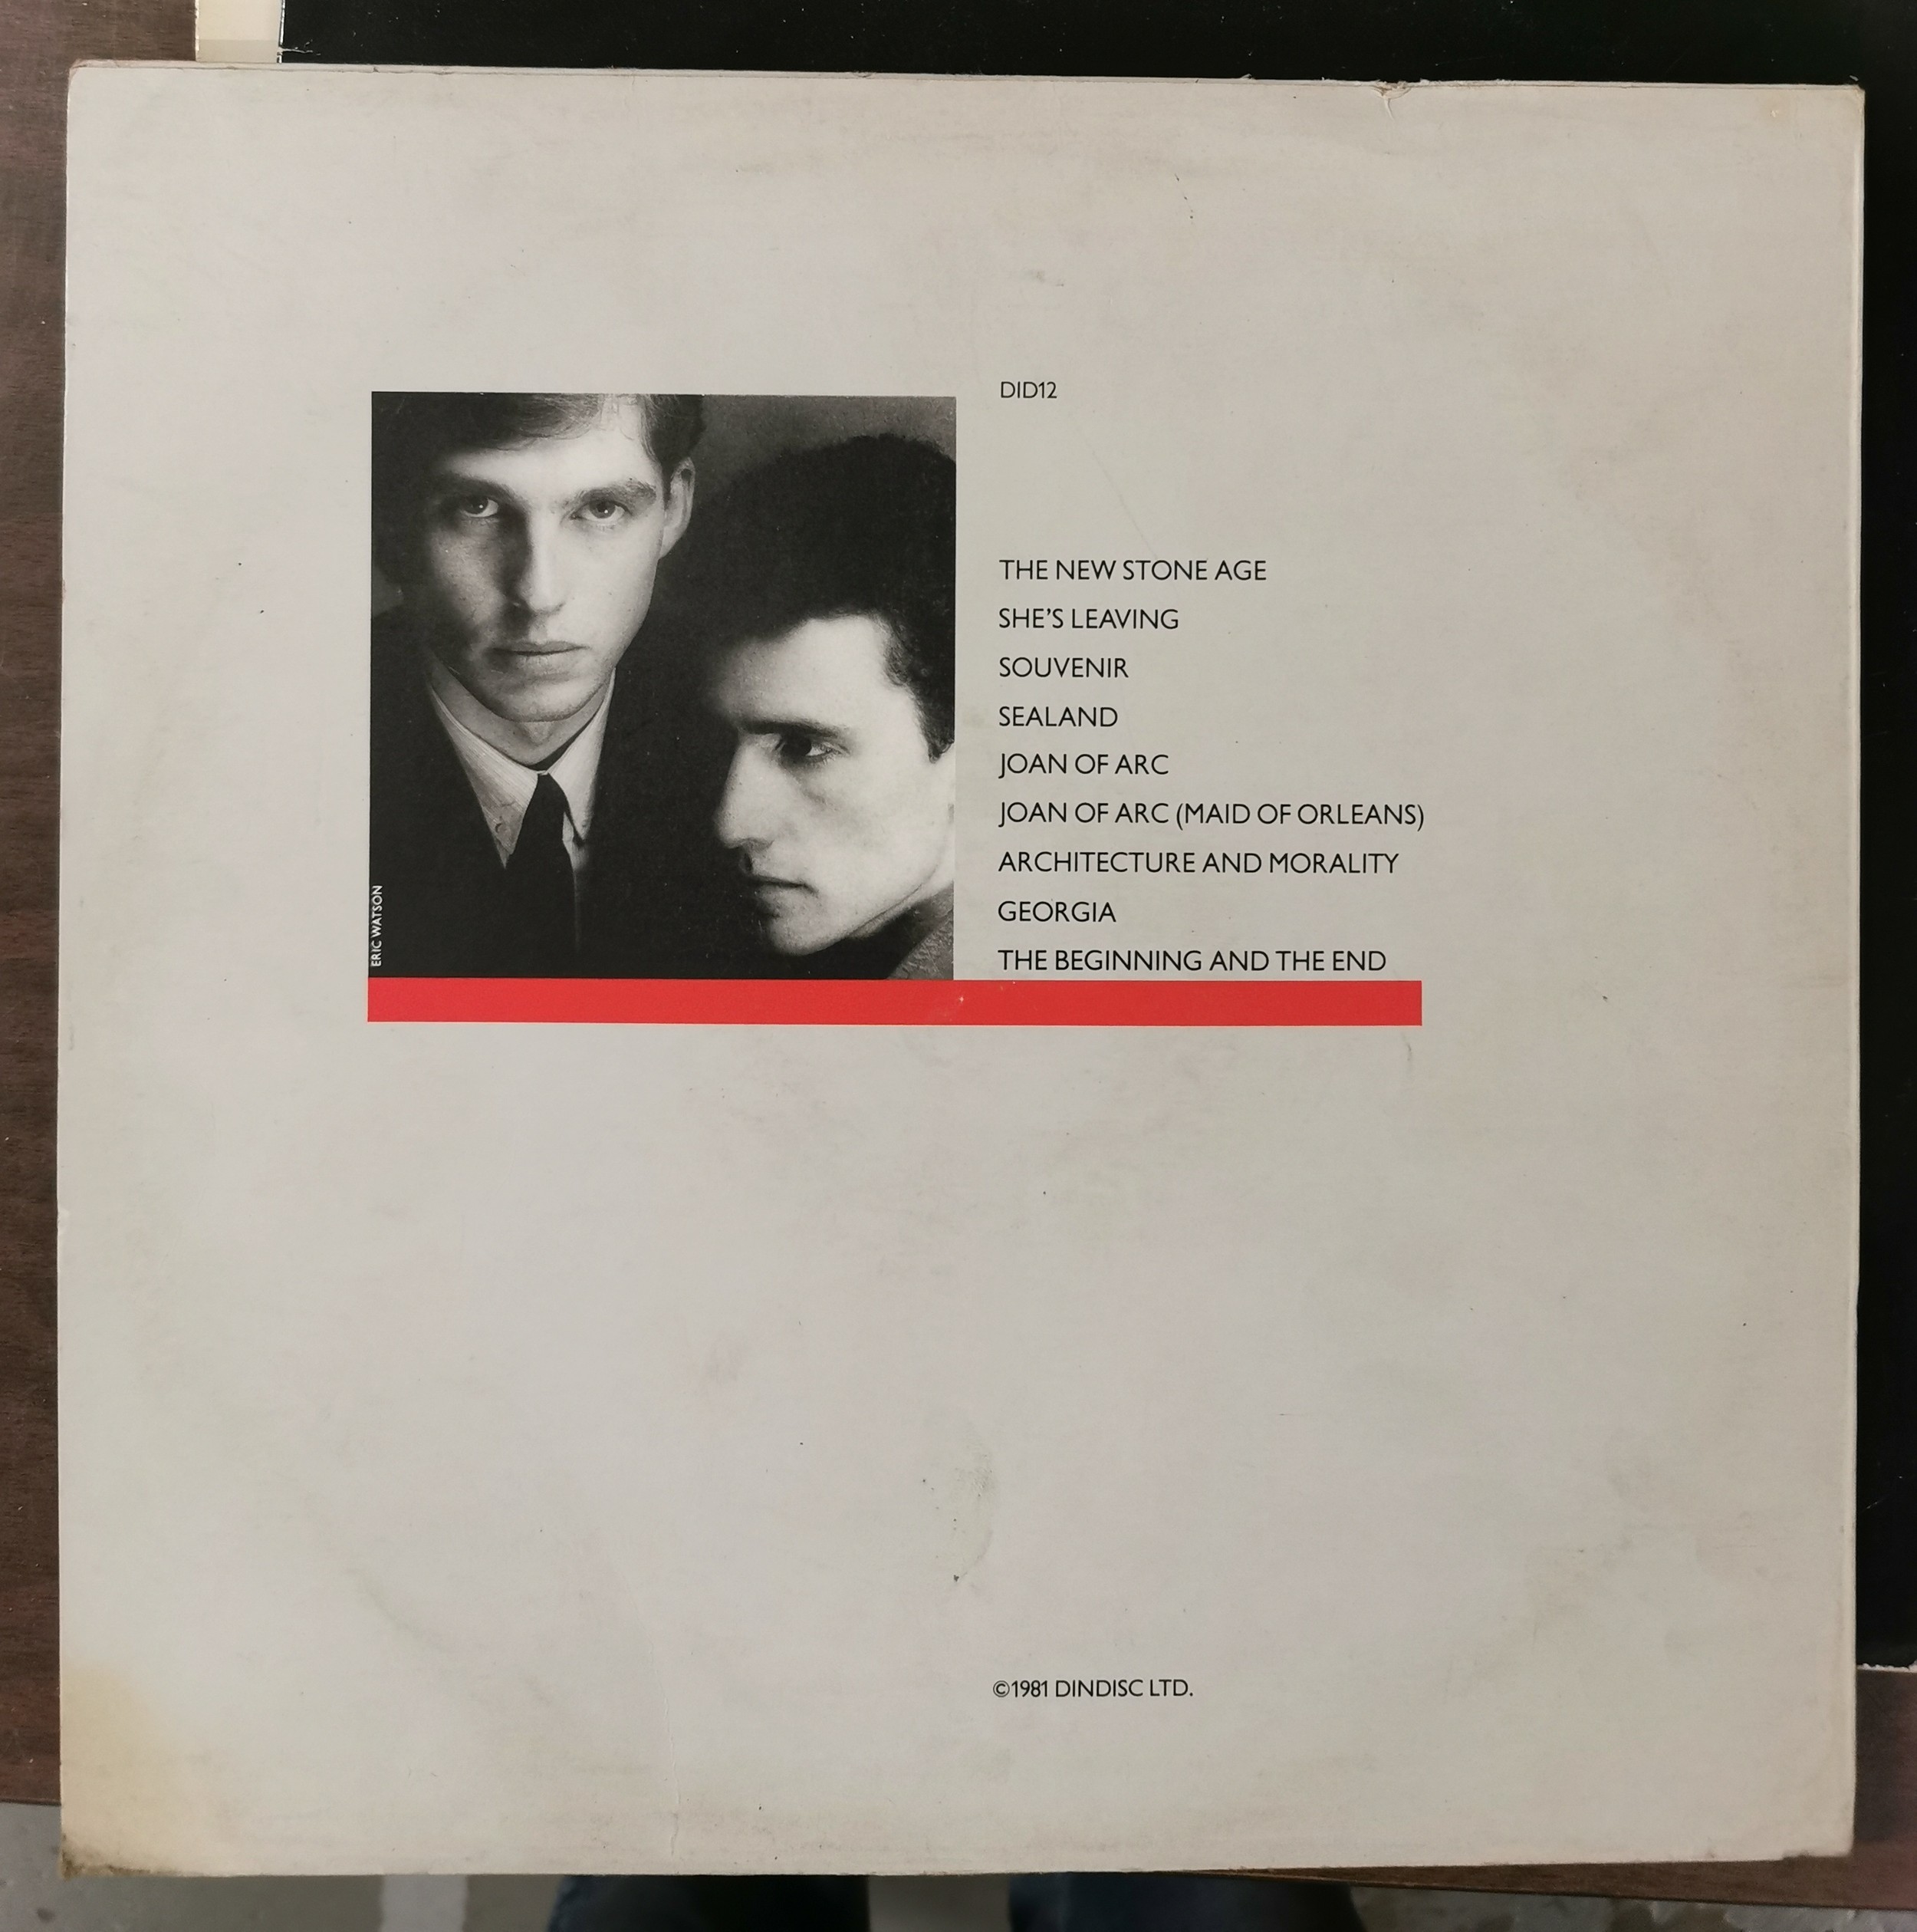 DID12
THE NEW STONE AGE
SHE'S LEAVING
SOUVENIR
SEALAND
JOAN OF ARC
JOAN OF ARC (MAID OF ORLEANS)
ARCHITECTURE AND MORALITY
GEORGIA
THE BEGINNING AND THE END
ERIC WATSON
©1981 DINDISC LTD.